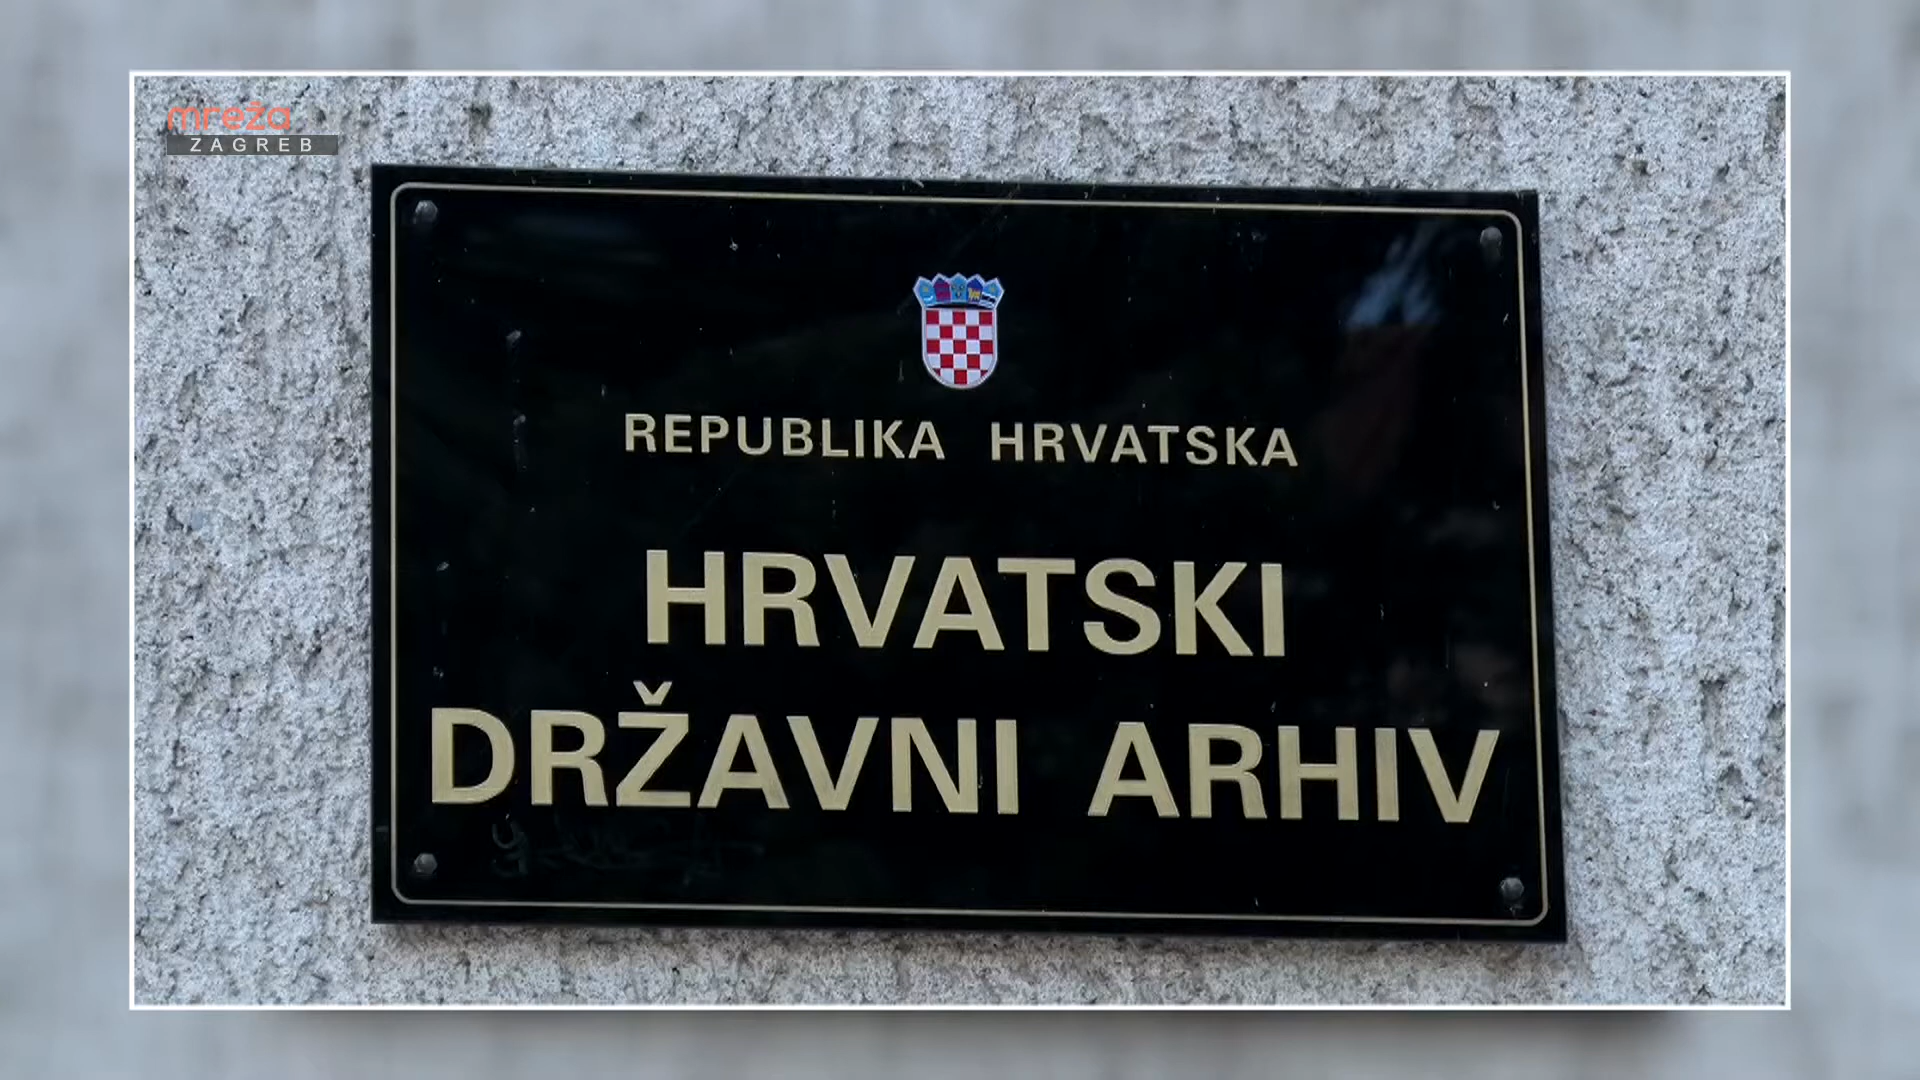 mreža
ZAGREB
REPUBLIKA HRVATSKA
HRVATSKI
DRŽAVNI ARHIV